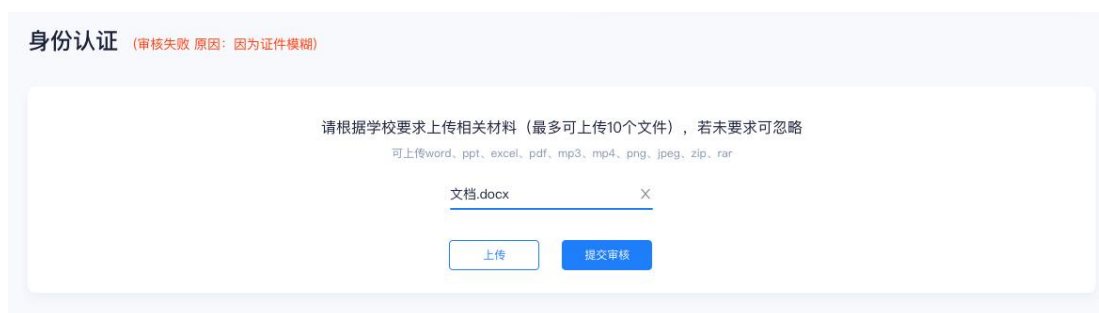 身份认证 (审核失败 原因：因为证件模糊)
请根据学校要求上传相关材料（最多可上传10个文件），若未要求可忽略
可上传word、ppt、excel、pdf、mp3、mp4、png、jpeg、zip、rar
文档.docx X
上传 提交审核